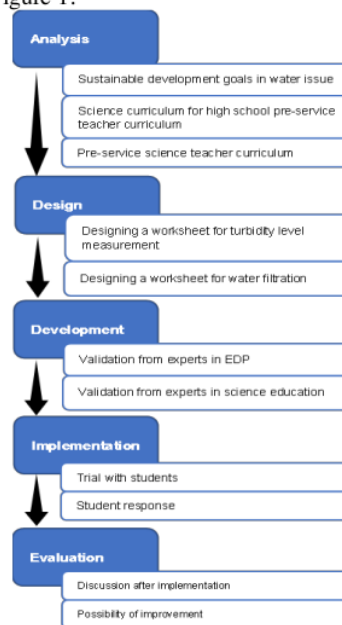 Figure 1.
Analysis
Sustainable development goals in water issue
Science curriculum for high school pre-service
teacher curriculum
Pre-service science teacher curriculum
Design
Designing a worksheet for turbidity level
measurement
Designing a worksheet for water filtration
Development
Validation from experts in EDP
Validation from experts in science education
Implementation
Trial with students
Student response
Evaluation
Discussion after implementation
Possibility of improvement